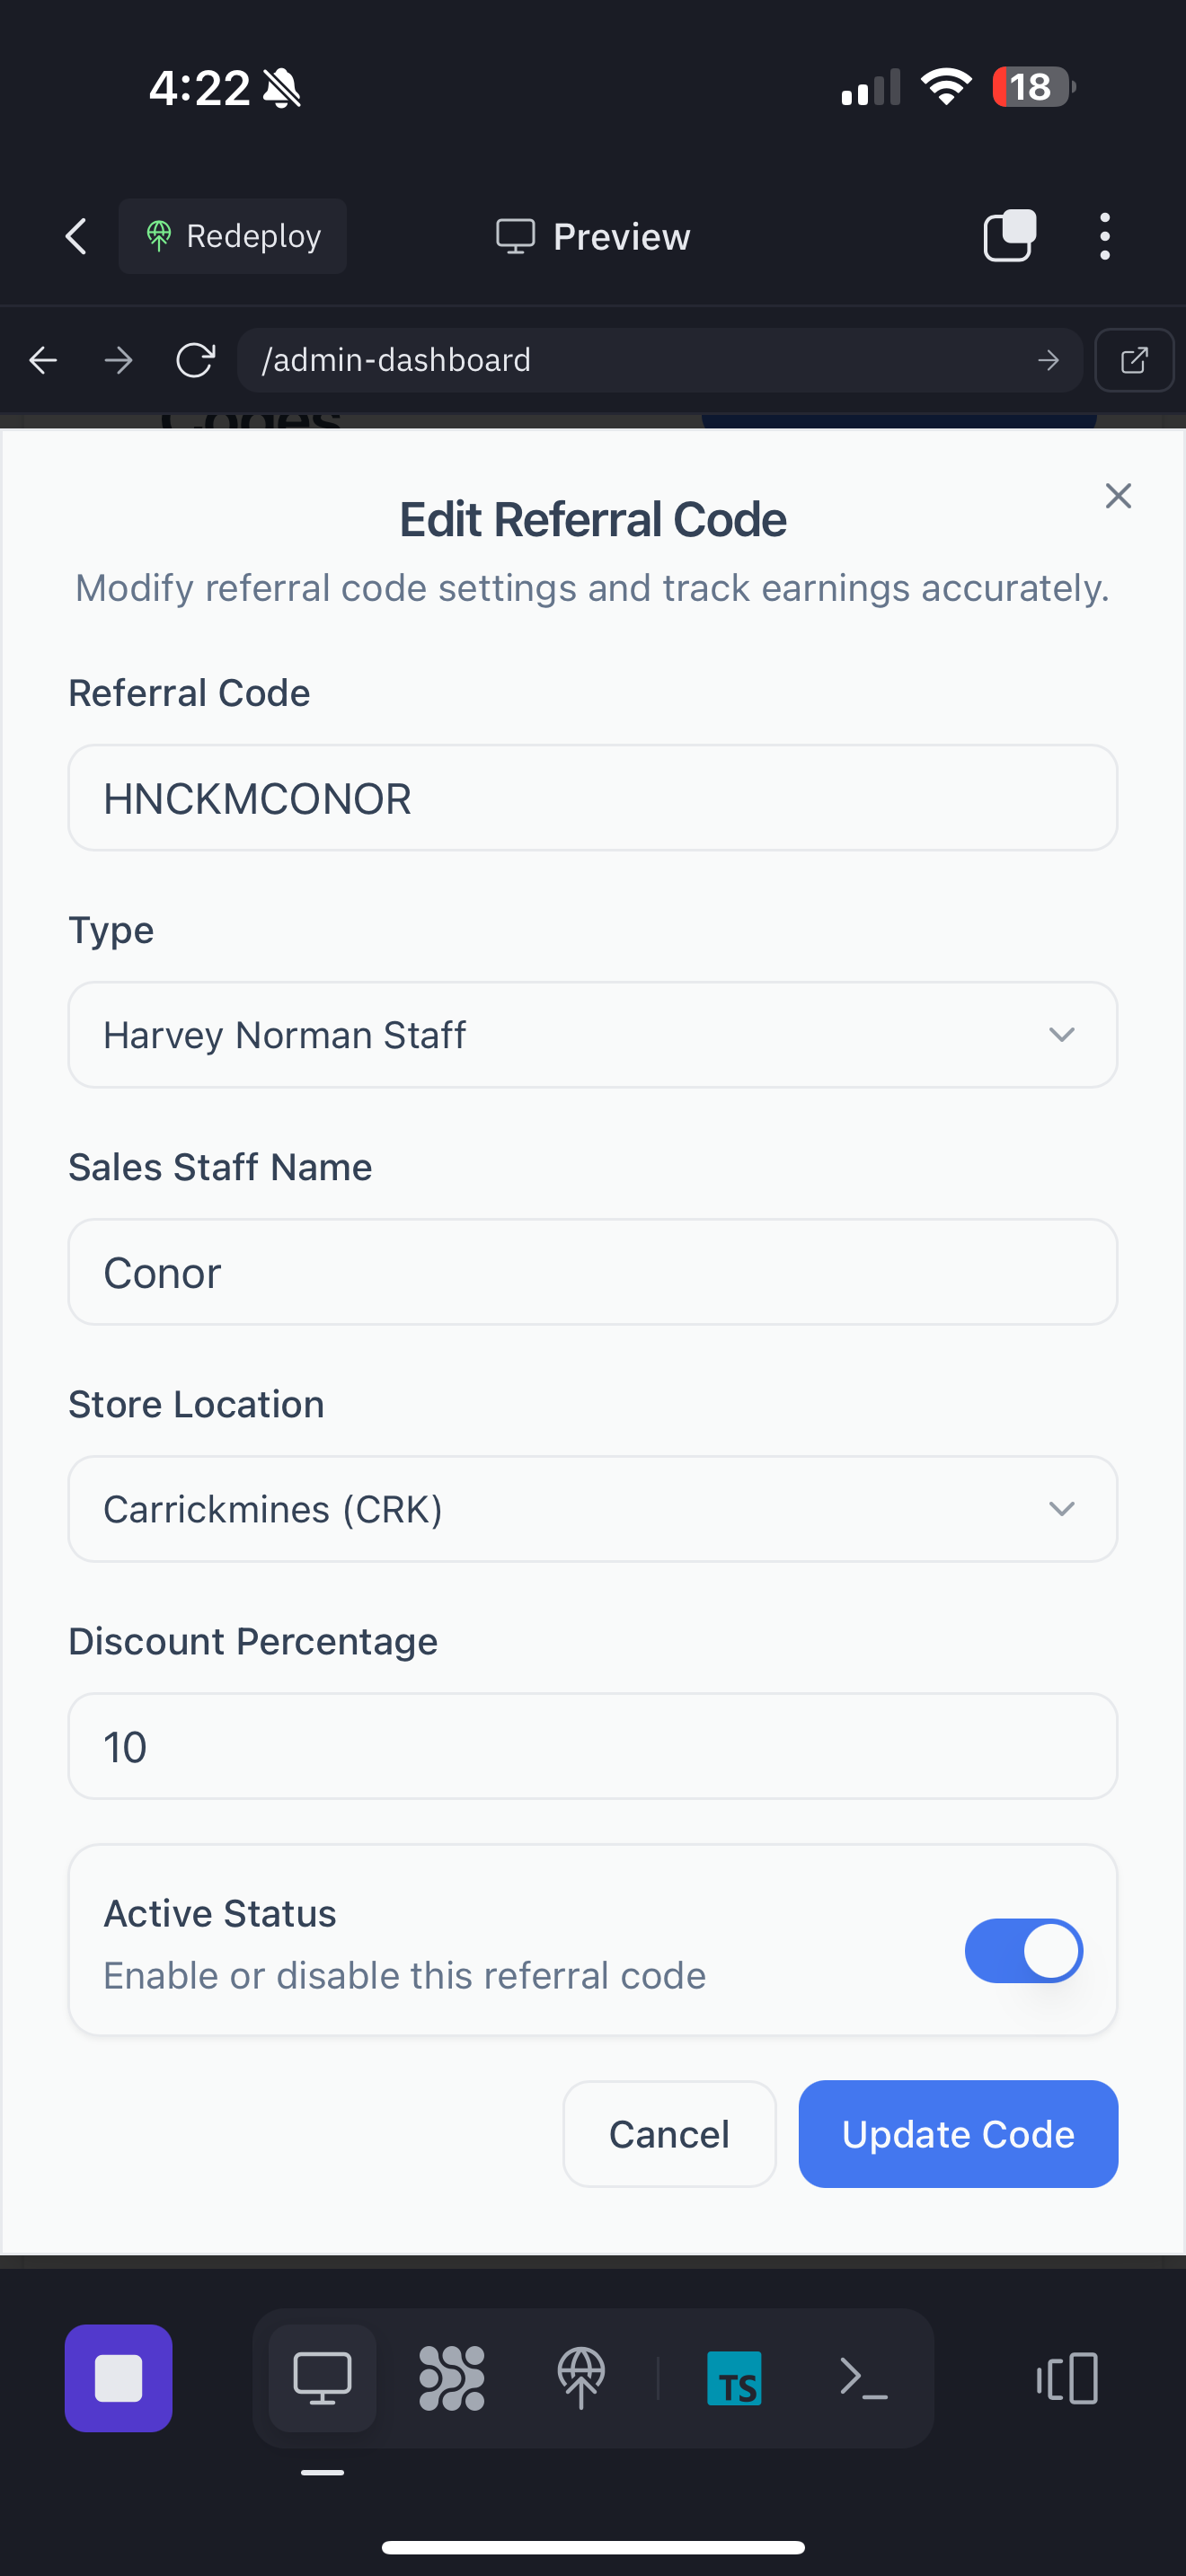 4:22
18
Redeploy
Preview
/admin-dashboard
Codes
Edit Referral Code
Modify referral code settings and track earnings accurately.
Referral Code
HNCKMCONOR
Type
Harvey Norman Staff
Sales Staff Name
Conor
Store Location
Carrickmines (CRK)
Discount Percentage
10
Active Status
Enable or disable this referral code
Cancel
Update Code
TS